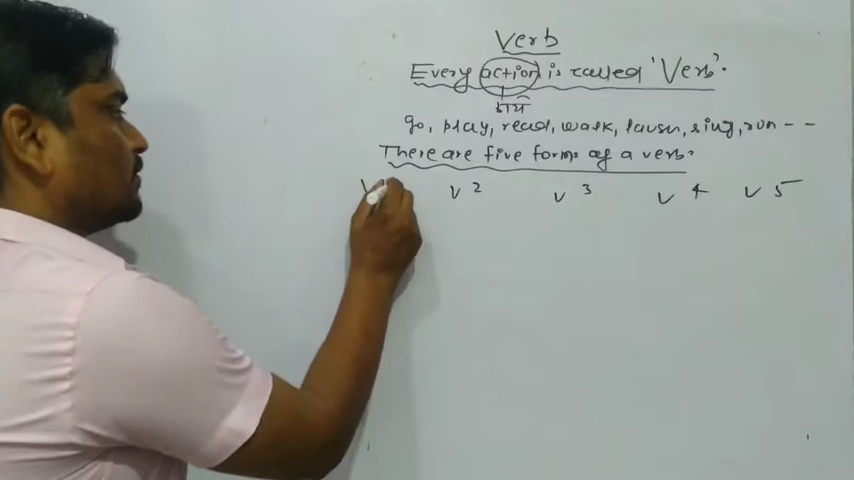 Verb
Every action is called 'Verb'.
कार्य
go, play, read, walk, laugh, sing, run - -
There are five forms of a verb.
V V2 V3 V4 V5